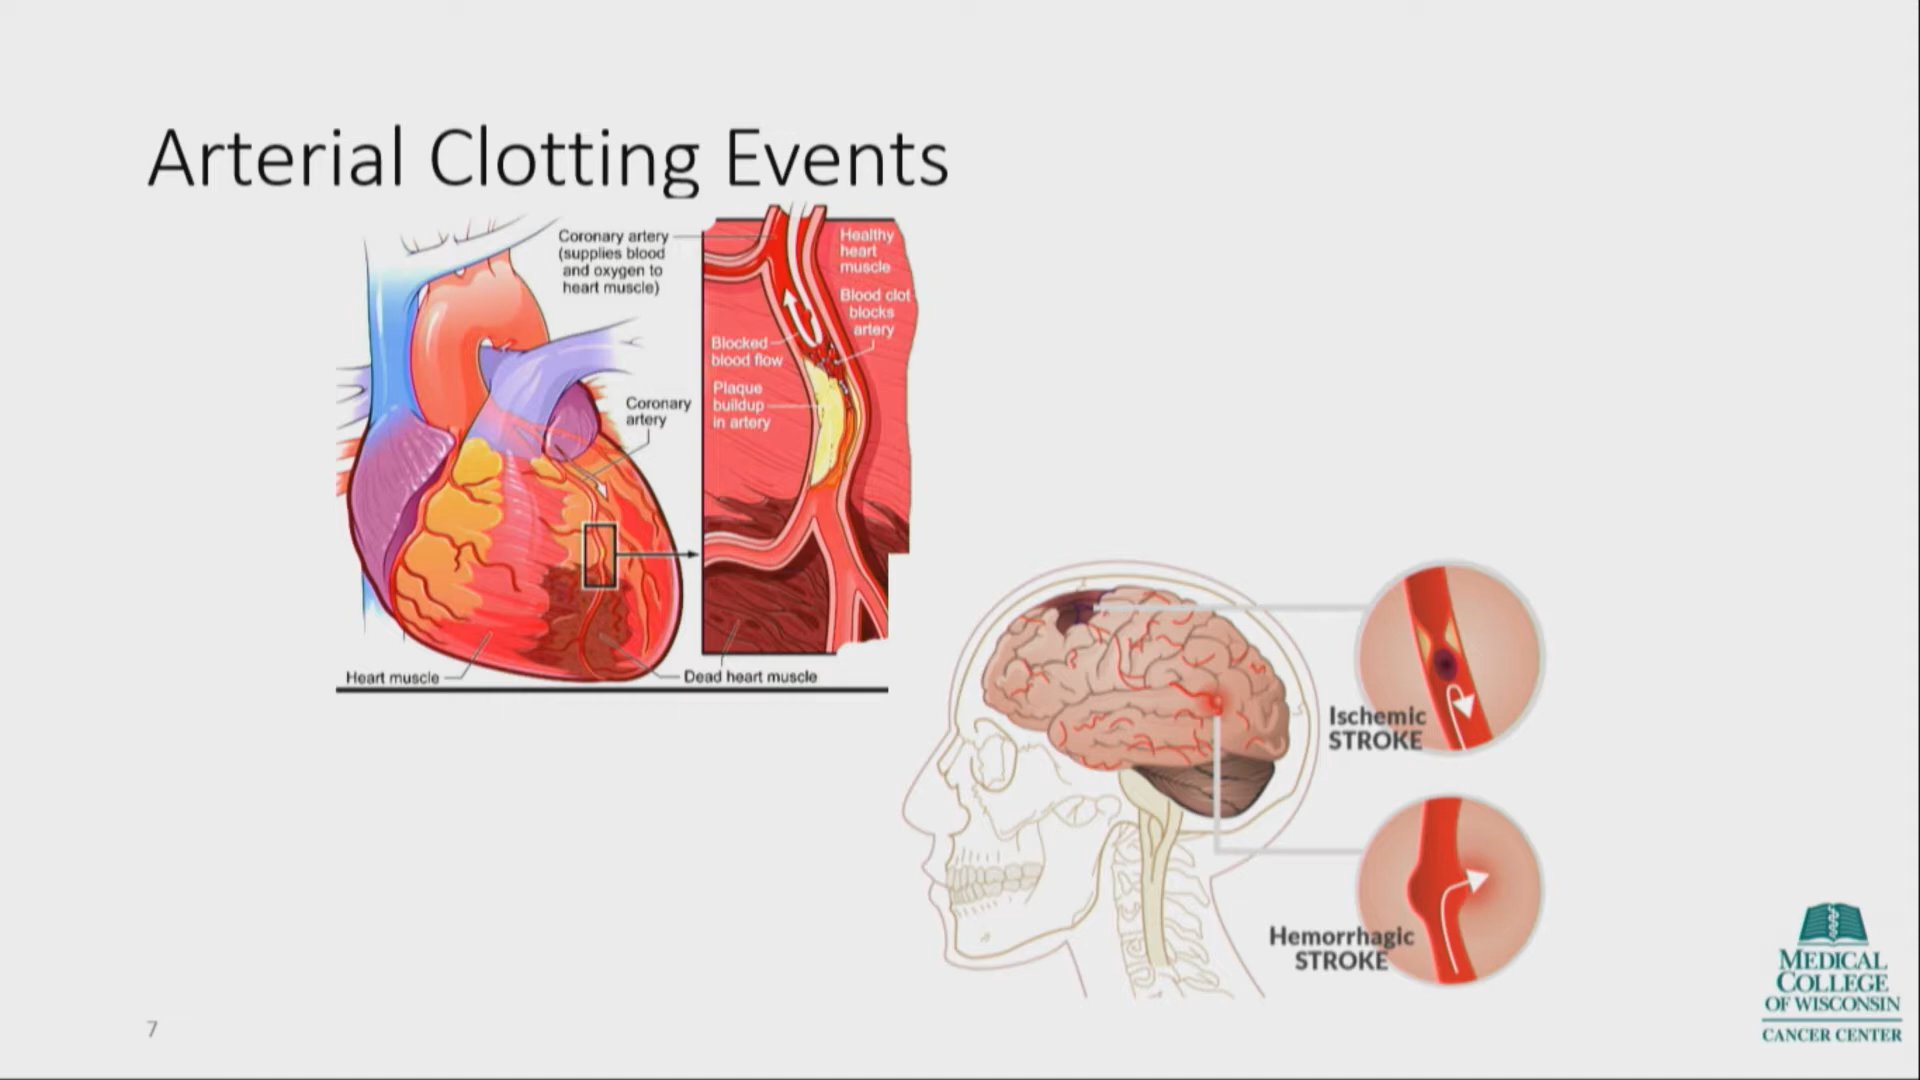 Arterial Clotting Events
Coronary artery
(supplies blood
and oxygen to
heart muscle)
Healthy
heart
muscle
Blood clot
blocks
artery
Blocked
blood flow
Plaque
buildup
in artery
Coronary
artery
Heart muscle
Dead heart muscle
Ischemic
STROKE
Hemorrhagic
STROKE
7
MEDICAL
COLLEGE
OF WISCONSIN
CANCER CENTER